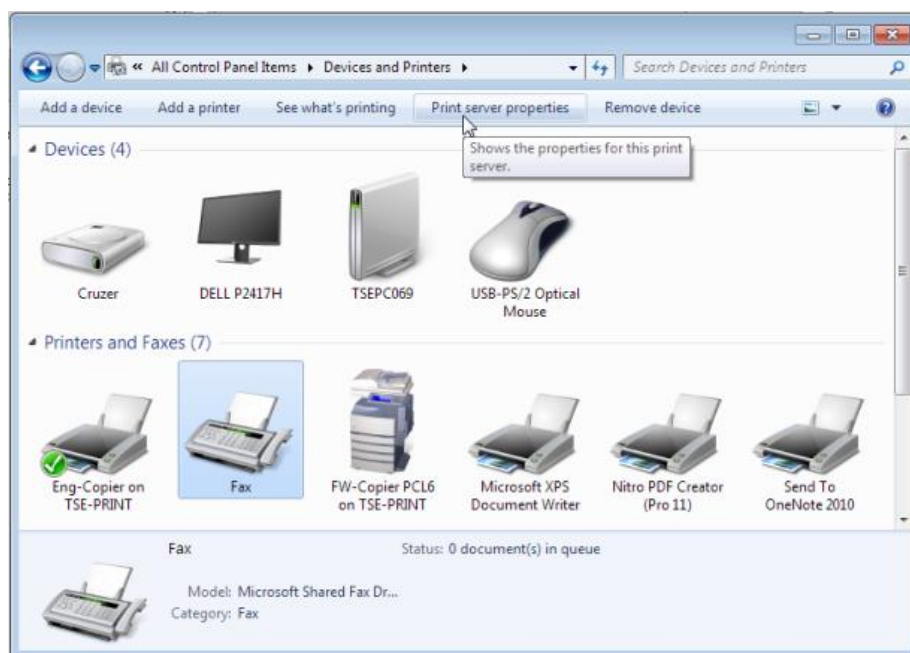 « All Control Panel Items ▸ Devices and Printers ▸ Search Devices and Printers
Add a device Add a printer See what's printing Print server properties Remove device
Shows the properties for this print
server.
Devices (4)
Cruzer DELL P2417H TSEPC069 USB-PS/2 Optical
Mouse
Printers and Faxes (7)
Eng-Copier on Fax FW-Copier PCL6 Microsoft XPS Nitro PDF Creator Send To
TSE-PRINT on TSE-PRINT Document Writer (Pro 11) OneNote 2010
Fax Status: 0 document(s) in queue
Model: Microsoft Shared Fax Dr...
Category: Fax